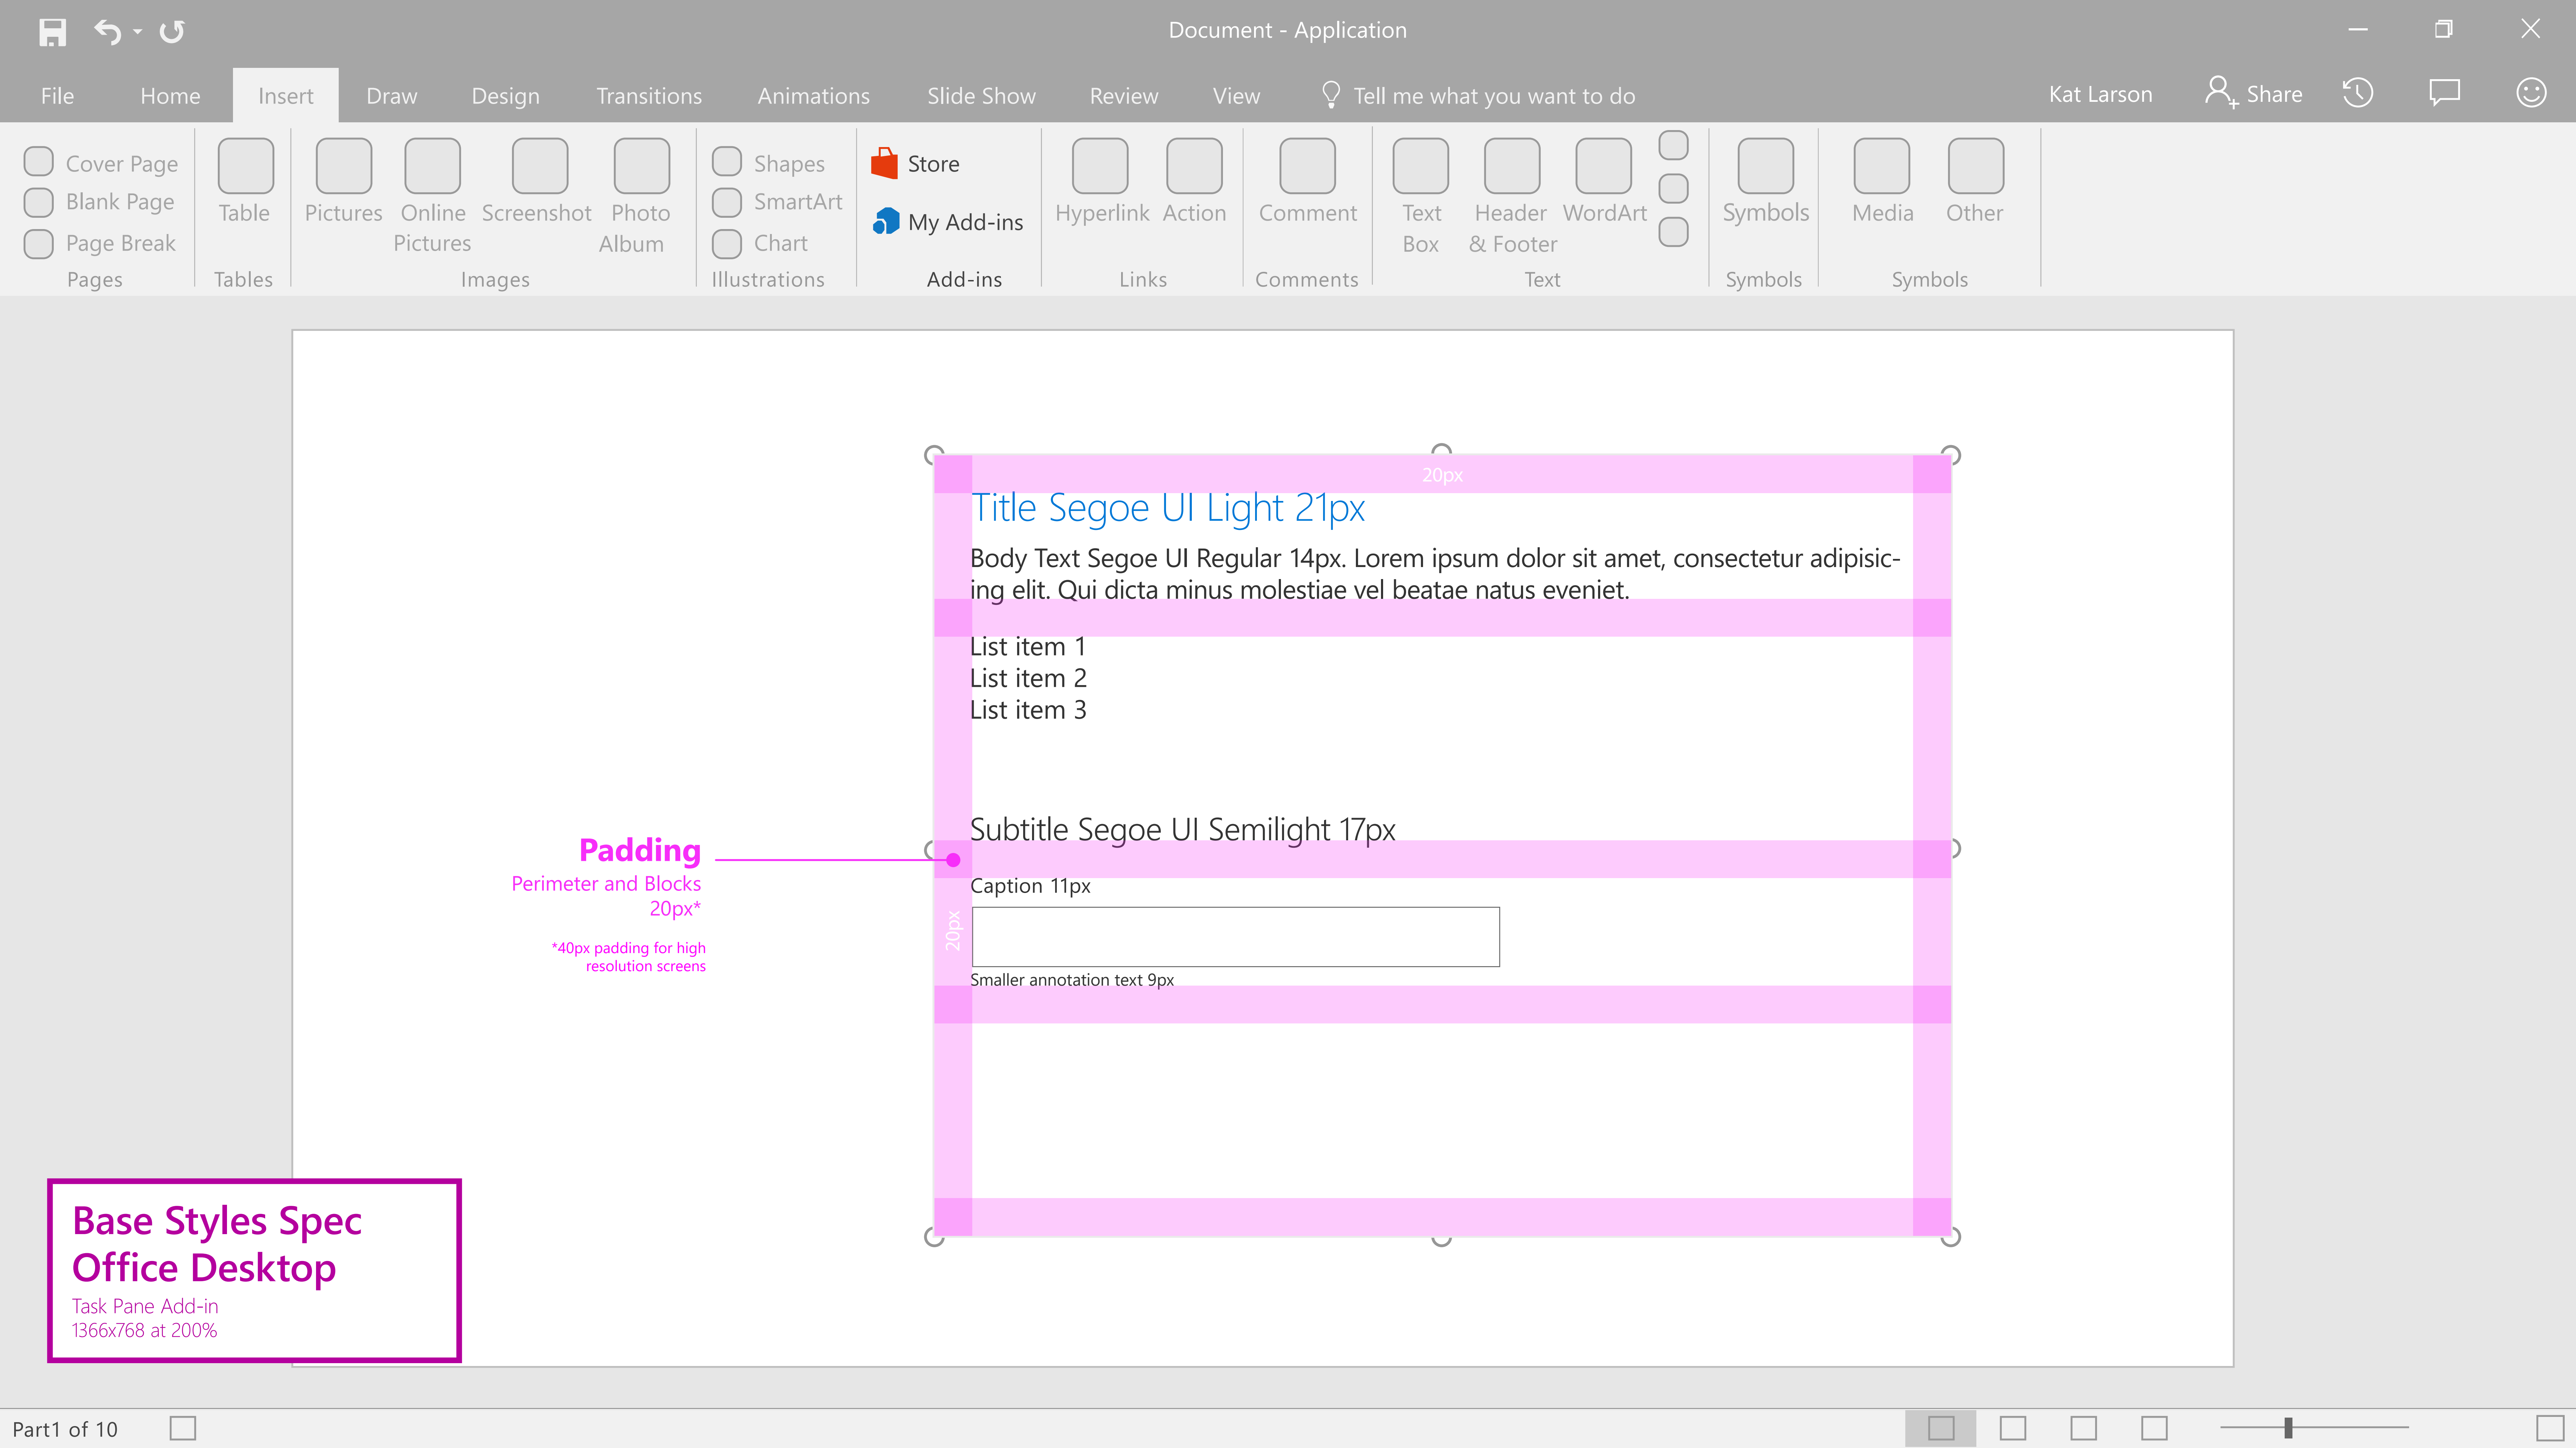 Document - Application
File Home Insert Draw Design Transitions Animations Slide Show Review View Tell me what you want to do Kat Larson Share
Cover Page
Blank Page
Page Break
Pages
Table
Tables
Pictures Online Pictures Screenshot Photo Album
Images
Shapes
SmartArt
Chart
Illustrations
Store
My Add-ins
Add-ins
Hyperlink Action
Links
Comment
Comments
Text Box Header & Footer WordArt
Text
Symbols
Symbols
Media Other
Symbols
20px
Title Segoe UI Light 21px
Body Text Segoe UI Regular 14px. Lorem ipsum dolor sit amet, consectetur adipisic-
ing elit. Qui dicta minus molestiae vel beatae natus eveniet.
List item 1
List item 2
List item 3
Subtitle Segoe UI Semilight 17px
Caption 11px
20px
Smaller annotation text 9px
Padding
Perimeter and Blocks
20px*
*40px padding for high
resolution screens
Base Styles Spec
Office Desktop
Task Pane Add-in
1366x768 at 200%
Part1 of 10